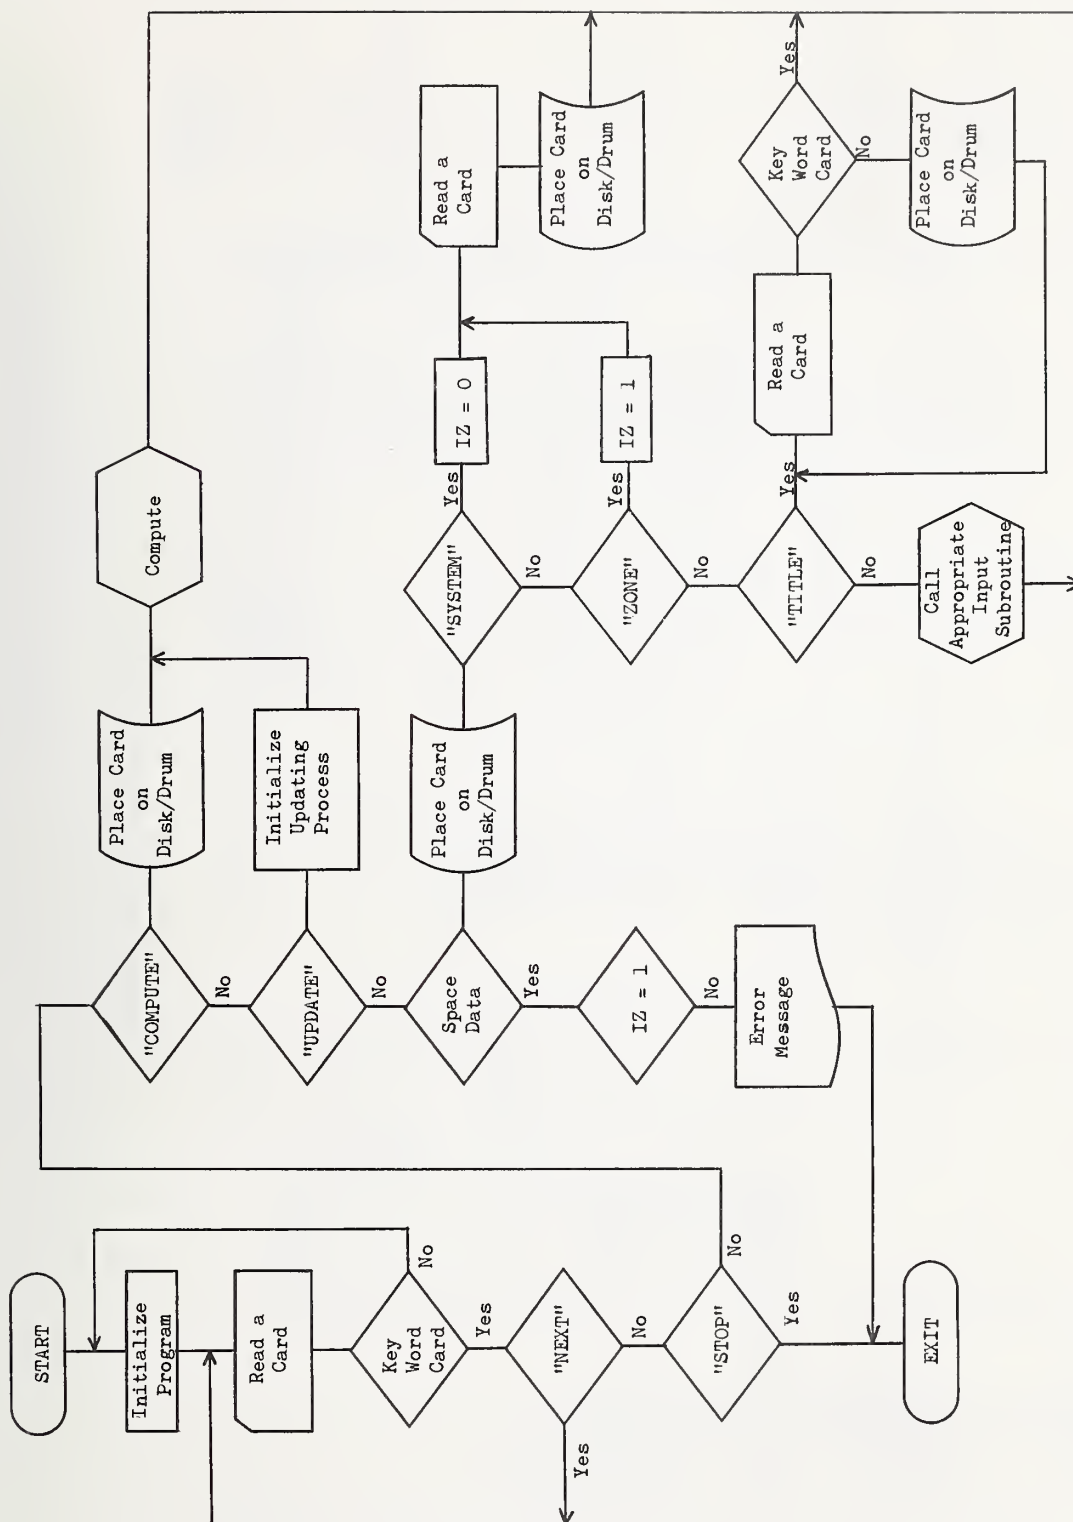 START
Initialize
Program
Read a
Card
Key
Word
Card
No
Yes
"NEXT"
Yes
No
"STOP"
No
Yes
EXIT
"COMPUTE"
No
"UPDATE"
No
Space
Data
Yes
IZ = 1
No
Error
Message
Place Card
on
Disk/Drum
Initialize
Updating
Process
Place Card
on
Disk/Drum
Compute
"SYSTEM"
Yes
No
"ZONE"
Yes
No
"TITLE"
Yes
No
Call
Appropriate
Input
Subroutine
IZ = 0
IZ = 1
Read a
Card
Place Card
on
Disk/Drum
Read a
Card
Key
Word
Card
Yes
No
Place Card
on
Disk/Drum